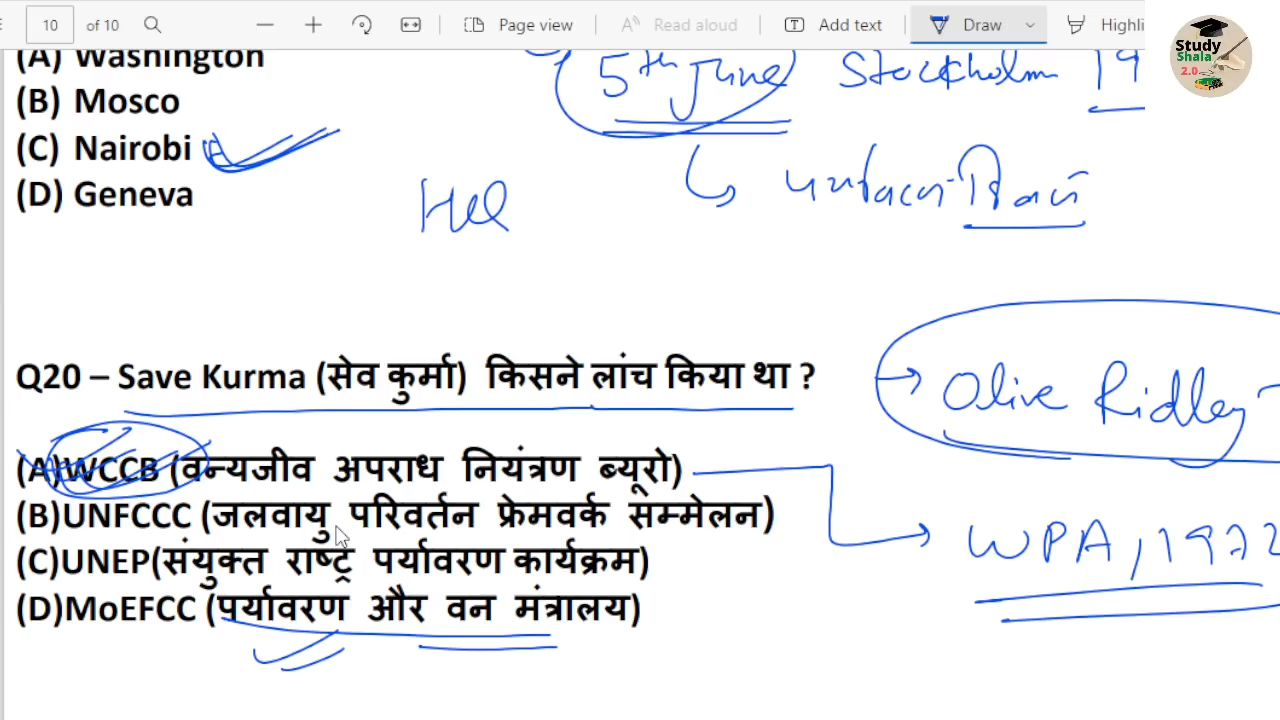 10 of 10 Page view Read aloud Add text Draw Highli
Study
Shala
2.0
(A) Washington
5th June Stockholm 19
(B) Mosco
(C) Nairobi
(D) Geneva
Hel
Q20 – Save Kurma (सेव कुर्मा) किसने लांच किया था ?
Olive Ridley
(A)WCCB (वन्यजीव अपराध नियंत्रण ब्यूरो)
(B)UNFCCC (जलवायु परिवर्तन फ्रेमवर्क सम्मेलन)
WPA, 1972
(C)UNEP(संयुक्त राष्ट्र पर्यावरण कार्यक्रम)
(D)MoEFCC (पर्यावरण और वन मंत्रालय)